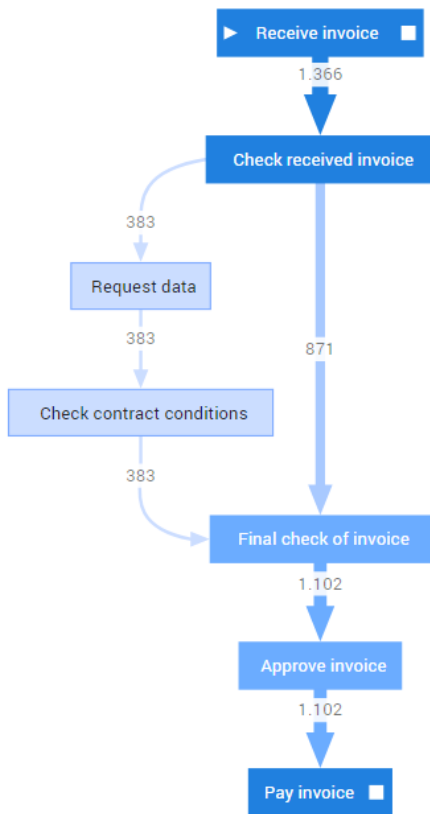 Receive invoice
1.366
Check received invoice
383
Request data
383
871
Check contract conditions
383
Final check of invoice
1.102
Approve invoice
1.102
Pay invoice